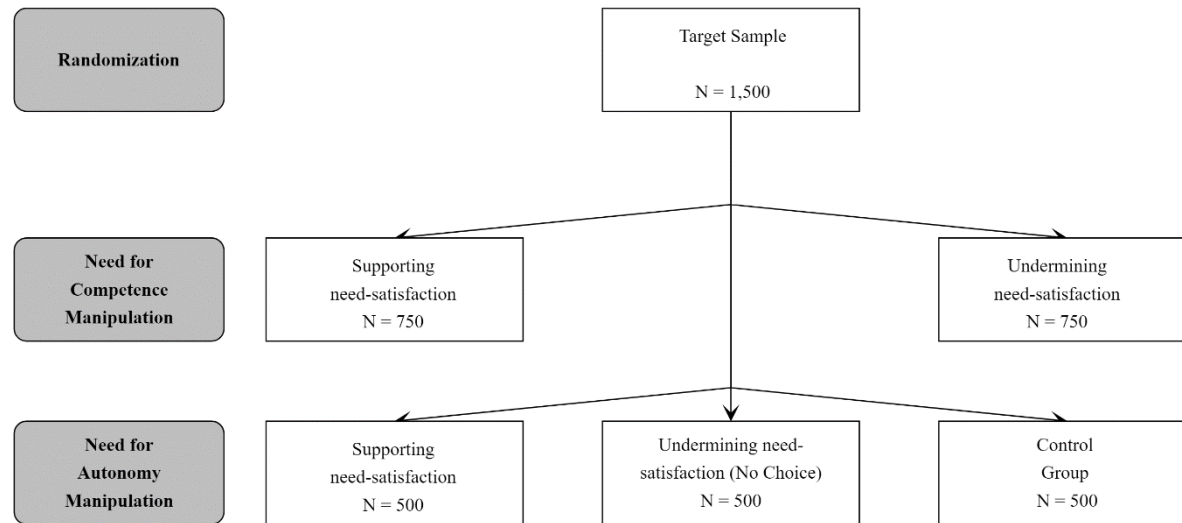 Randomization
Target Sample
N = 1,500
Need for
Competence
Manipulation
Supporting
need-satisfaction
N = 750
Undermining
need-satisfaction
N = 750
Need for
Autonomy
Manipulation
Supporting
need-satisfaction
N = 500
Undermining need-
satisfaction (No Choice)
N = 500
Control
Group
N = 500